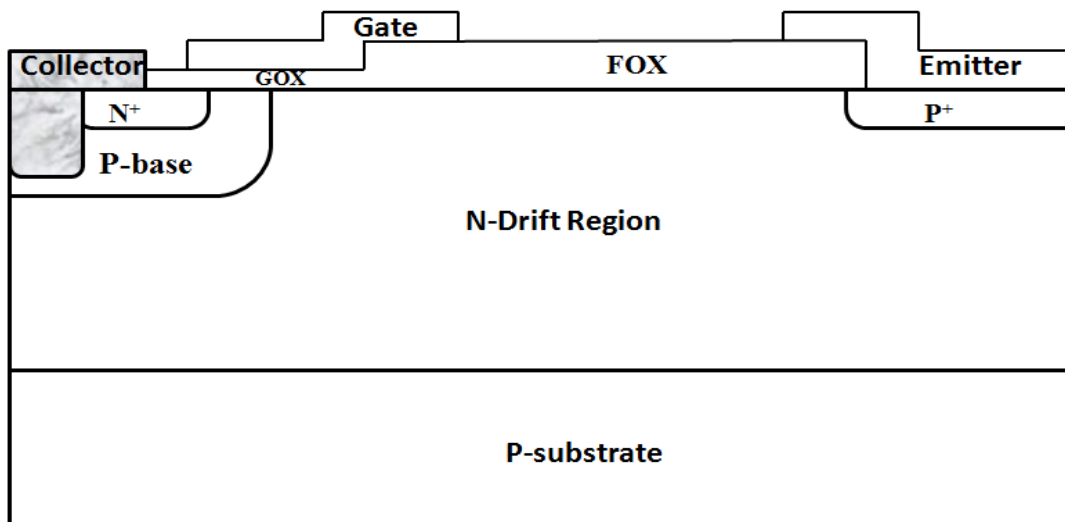 Gate
Collector
GOX
FOX
Emitter
N+
P+
P-base
N-Drift Region
P-substrate